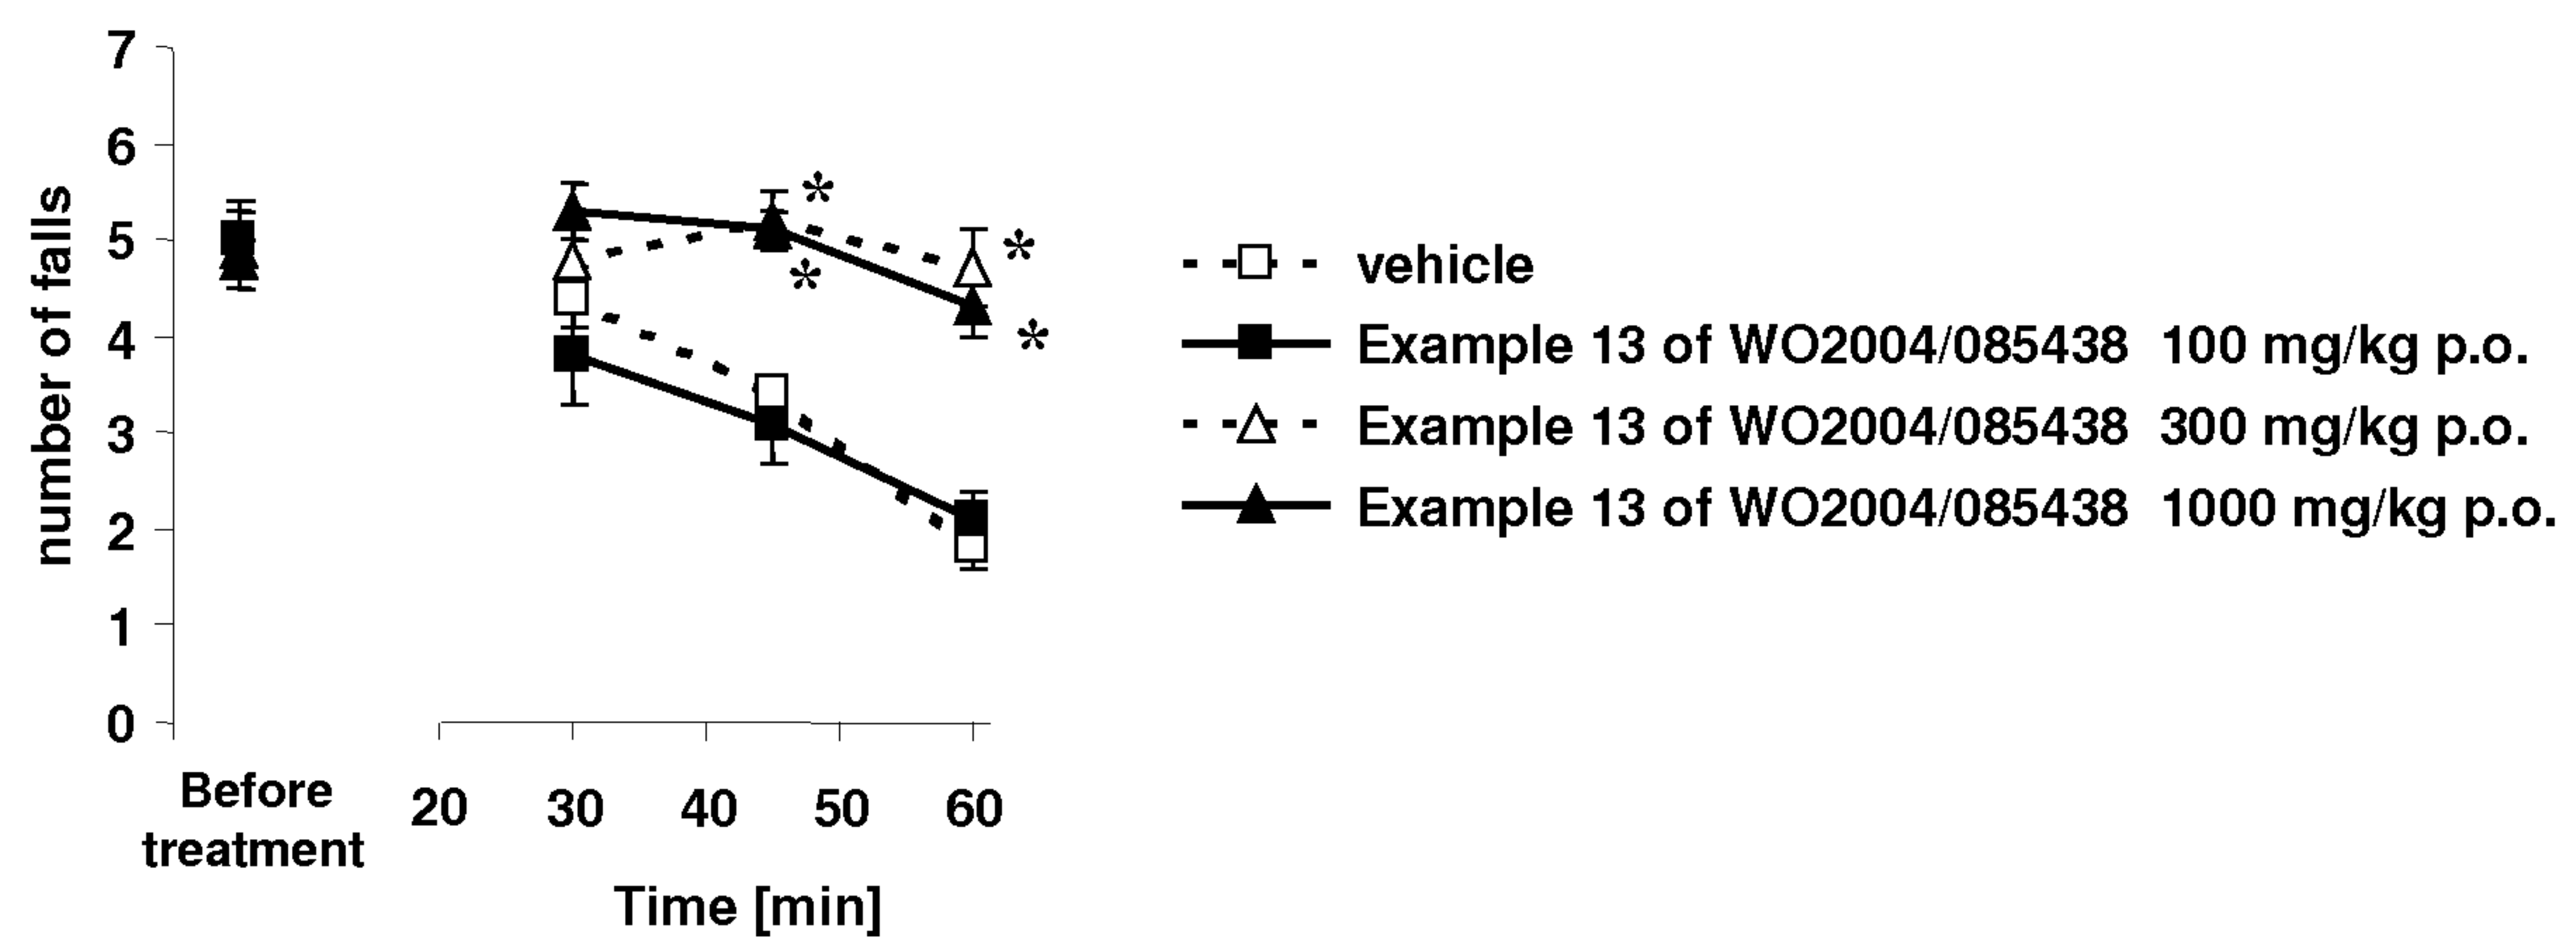 number of falls
7
6
5
4
3
2
1
0
*
*
*
*
Before
treatment
20 30 40 50 60
Time [min]
vehicle
Example 13 of WO2004/085438 100 mg/kg p.o.
Example 13 of WO2004/085438 300 mg/kg p.o.
Example 13 of WO2004/085438 1000 mg/kg p.o.